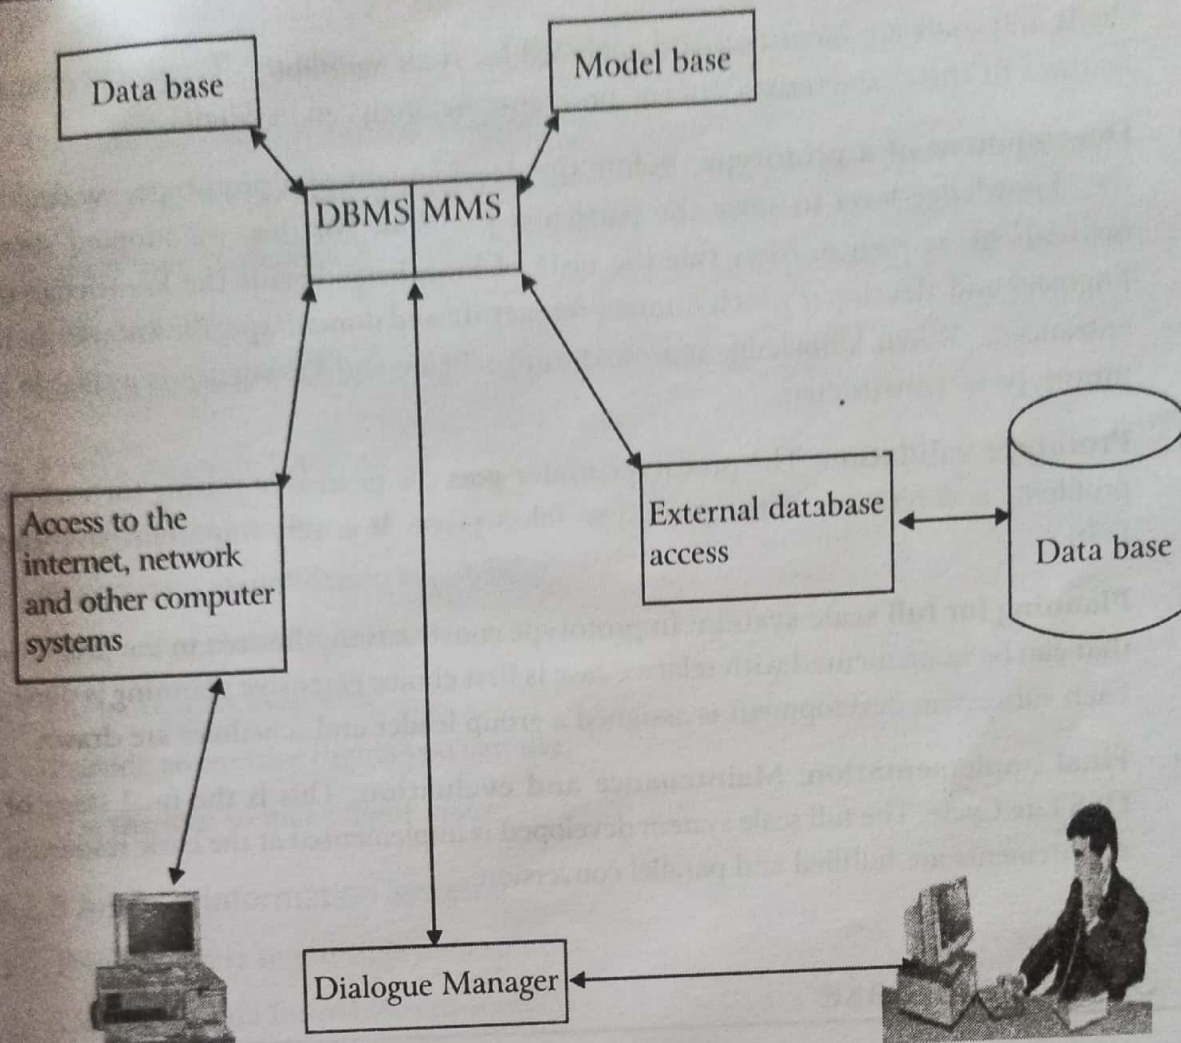 Data base
Model base
DBMS MMS
Access to the
internet, network
and other computer
systems
External database
access
Data base
Dialogue Manager